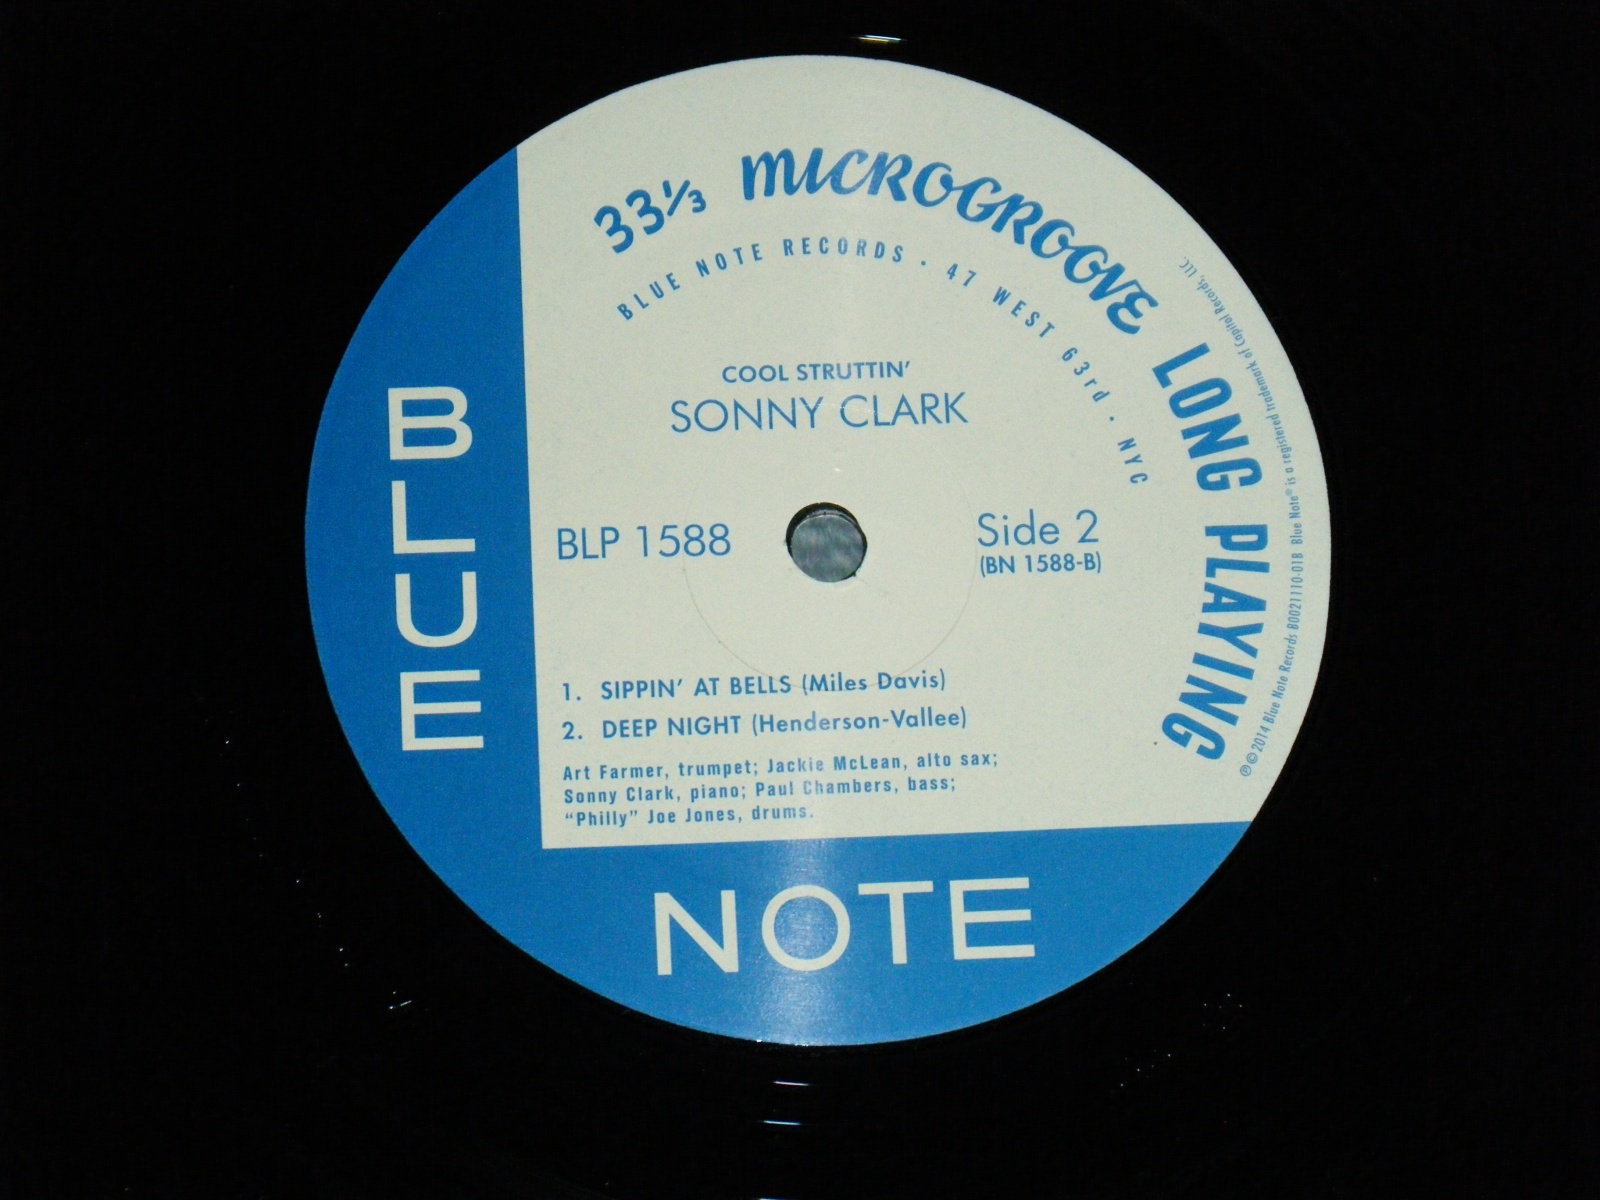 33⅓ MICROGROOVE LONG PLAYING
BLUE NOTE RECORDS · 47 WEST 63rd · NYC
COOL STRUTTIN’
SONNY CLARK
BLP 1588
Side 2
(BN 1588-B)
1. SIPPIN’ AT BELLS (Miles Davis)
2. DEEP NIGHT (Henderson-Vallee)
Art Farmer, trumpet; Jackie McLean, alto sax;
Sonny Clark, piano; Paul Chambers, bass;
“Philly” Joe Jones, drums.
BLUE
NOTE
℗©2014 Blue Note Records B0021110-01B Blue Note® is a registered trademark of Capitol Records, LLC.